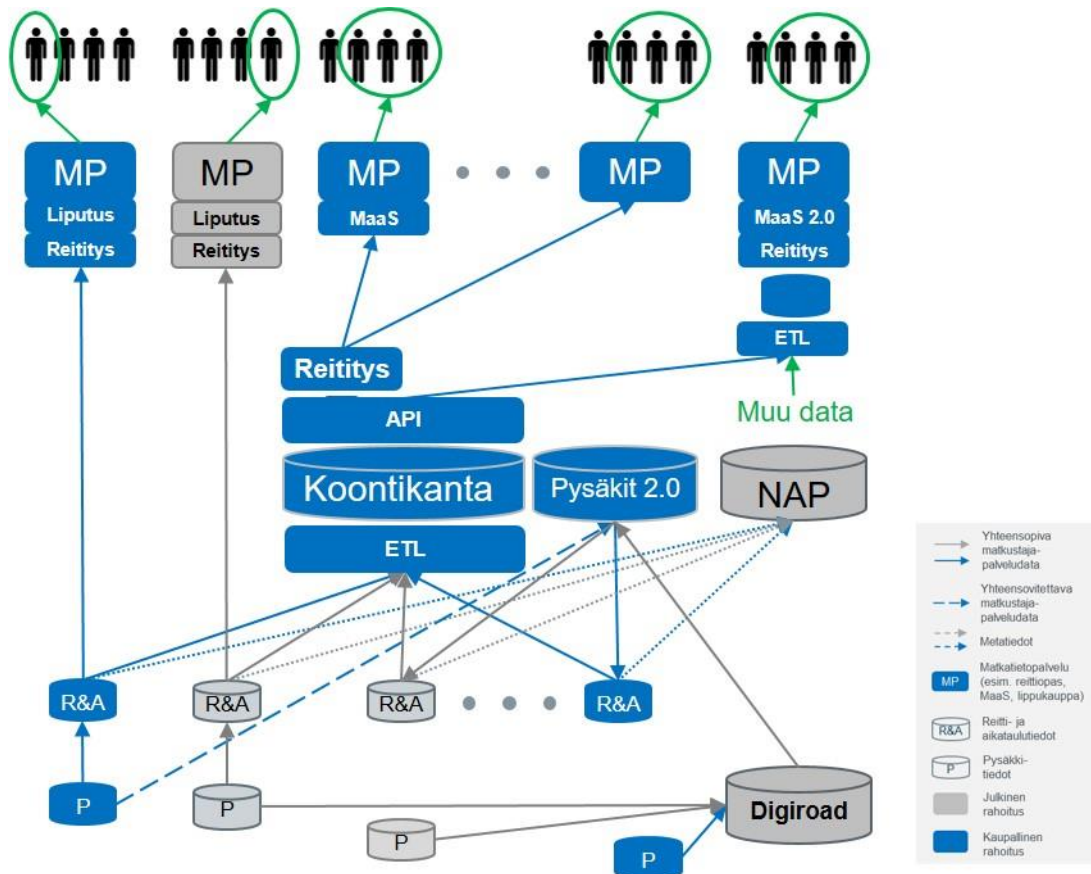 MP
Liputus
Reititys
MP
Liputus
Reititys
MP
MaaS
MP
MP
MaaS 2.0
Reititys
ETL
Muu data
Reititys
API
Koontikanta
Pysäkit 2.0
NAP
ETL
R&A
R&A
R&A
R&A
P
P
P
P
Digiroad
Yhteensopiva
matkustaja-
palveludata
Yhteensovitettava
matkustaja-
palveludata
Metatiedot
MP
Matkatietopalvelu
(esim. reittiopas,
MaaS, lippukauppa)
R&A
Reitti- ja
aikataulutiedot
P
Pysäkki-
tiedot
Julkinen
rahoitus
Kaupallinen
rahoitus